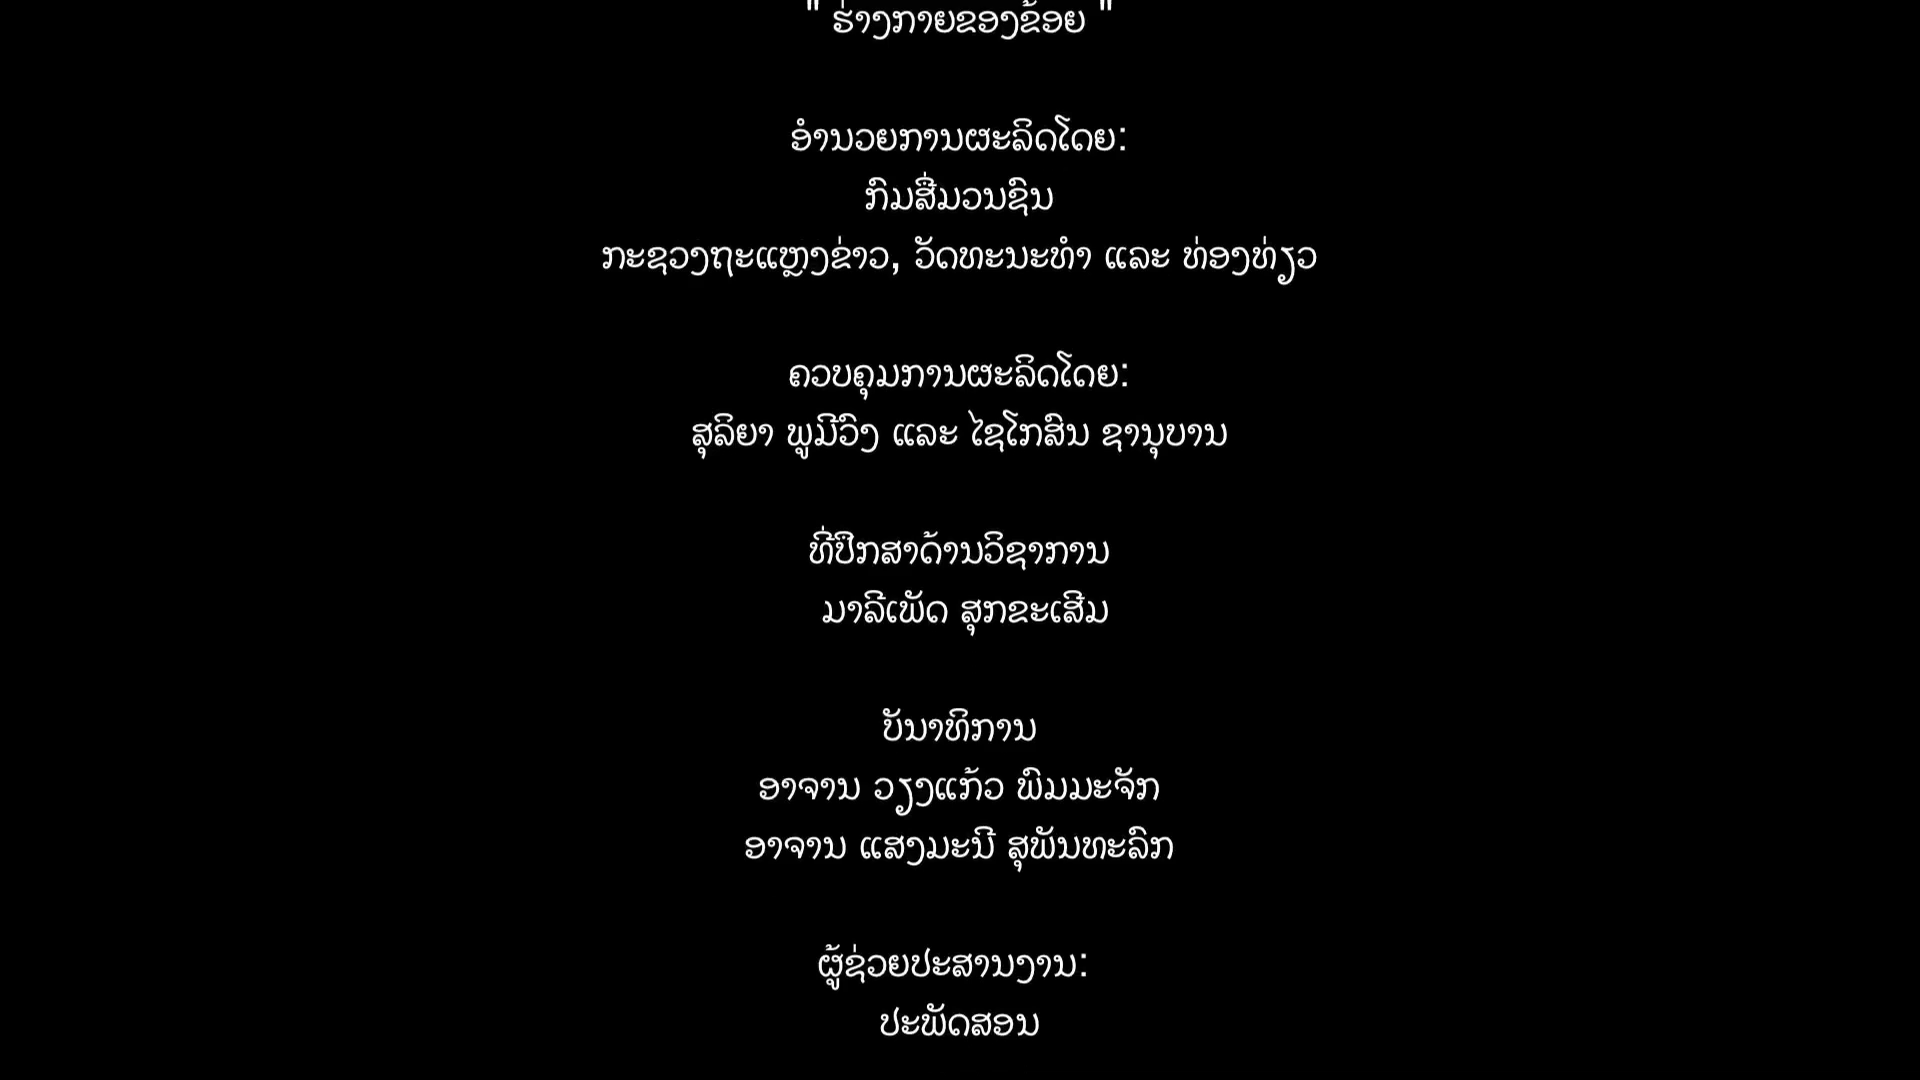 " ຮ່າງກາຍຂອງຂ້ອຍ "
ອຳນວຍການຜະລິດໂດຍ:
ກົມສື່ມວນຊົນ
ກະຊວງຖະແຫຼງຂ່າວ, ວັດທະນະທຳ ແລະ ທ່ອງທ່ຽວ
ຄວບຄຸມການຜະລິດໂດຍ:
ສຸລິຍາ ພູມີວົງ ແລະ ໄຊໂກສິນ ຊານຸບານ
ທີ່ປຶກສາດ້ານວິຊາການ
ມາລີເພັດ ສຸກຂະເສີມ
ບັນາທິການ
ອາຈານ ວຽງແກ້ວ ພິມມະຈັກ
ອາຈານ ແສງມະນີ ສຸພັນທະລົກ
ຜູ້ຊ່ວຍປະສານງານ:
ປະພັດສອນ